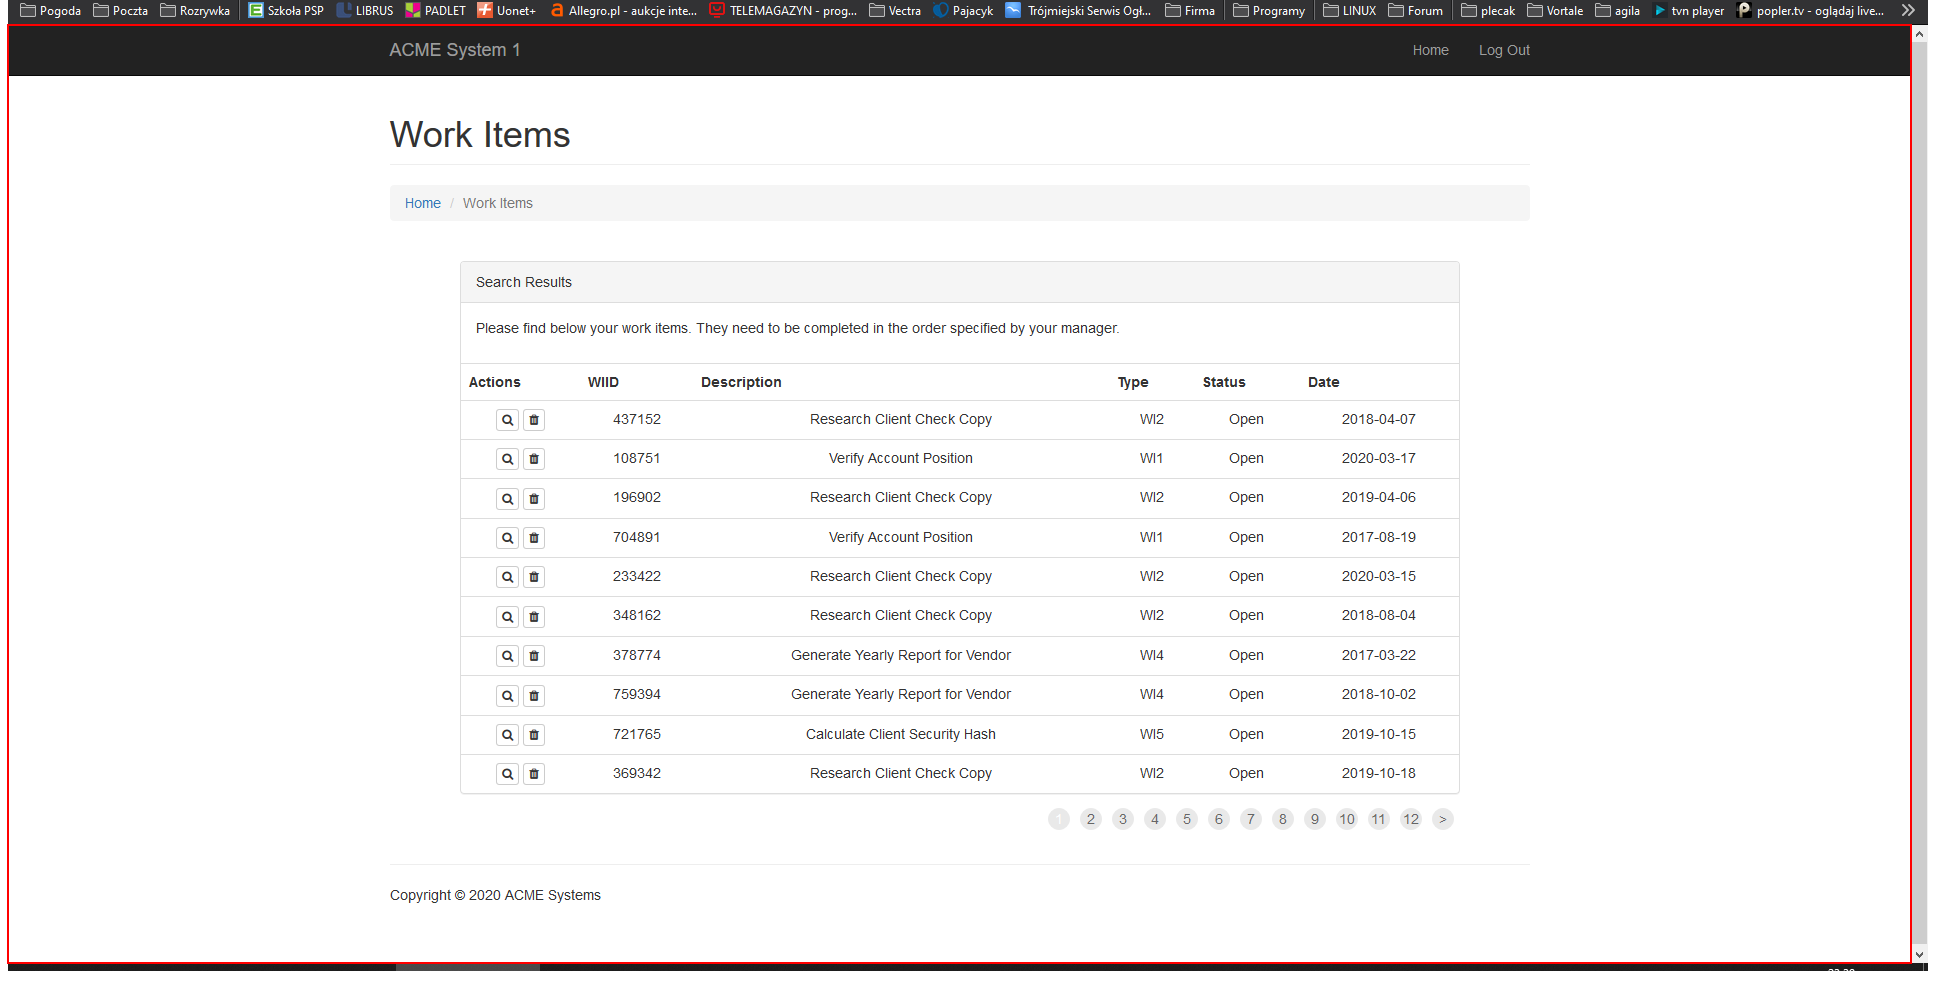 Pogoda Poczta Rozrywka Szkoła PSP LIBRUS PADLET Uonet+ Allegro.pl - aukcje inte... TELEMAGAZYN - prog... Vectra Pajacyk Trójmiejski Serwis Ogł... Firma Programy LINUX Forum plecak Vortale agila tvn player popler.tv - oglądaj live...
ACME System 1 Home Log Out
Work Items
Home / Work Items
Search Results
Please find below your work items. They need to be completed in the order specified by your manager.
Actions WIID Description Type Status Date
437152 Research Client Check Copy WI2 Open 2018-04-07
108751 Verify Account Position WI1 Open 2020-03-17
196902 Research Client Check Copy WI2 Open 2019-04-06
704891 Verify Account Position WI1 Open 2017-08-19
233422 Research Client Check Copy WI2 Open 2020-03-15
348162 Research Client Check Copy WI2 Open 2018-08-04
378774 Generate Yearly Report for Vendor WI4 Open 2017-03-22
759394 Generate Yearly Report for Vendor WI4 Open 2018-10-02
721765 Calculate Client Security Hash WI5 Open 2019-10-15
369342 Research Client Check Copy WI2 Open 2019-10-18
1 2 3 4 5 6 7 8 9 10 11 12 >
Copyright © 2020 ACME Systems